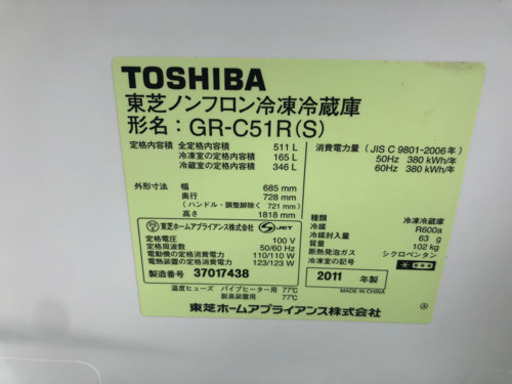 TOSHIBA
東芝ノンフロン冷凍冷蔵庫
形名：GR-C51R(S)
定格内容積 全定格内容積 511 L
冷凍室の定格内容積 165 L
冷蔵室の定格内容積 346 L
消費電力量 (JIS C 9801-2006年)
50Hz 380 kWh/年
60Hz 380 kWh/年
外形寸法 幅 685 mm
奥行 728 mm
(ハンドル・調整脚除く 721 mm)
高さ 1818 mm
東芝ホームアプライアンス株式会社 S JET
定格電圧 100 V
定格周波数 50/60 Hz
電動機の定格消費電力 110/110 W
電熱装置の定格消費電力 123/123 W
製造番号 37017438
種類 冷凍冷蔵庫
冷媒 R600a
冷媒封入量 63 g
質量 102 kg
断熱発泡ガス シクロペンタン
冷凍室の記号
2011 年製
MADE IN CHINA
温度ヒューズ パイプヒーター用 77℃
脱臭装置用 77℃
東芝ホームアプライアンス株式会社